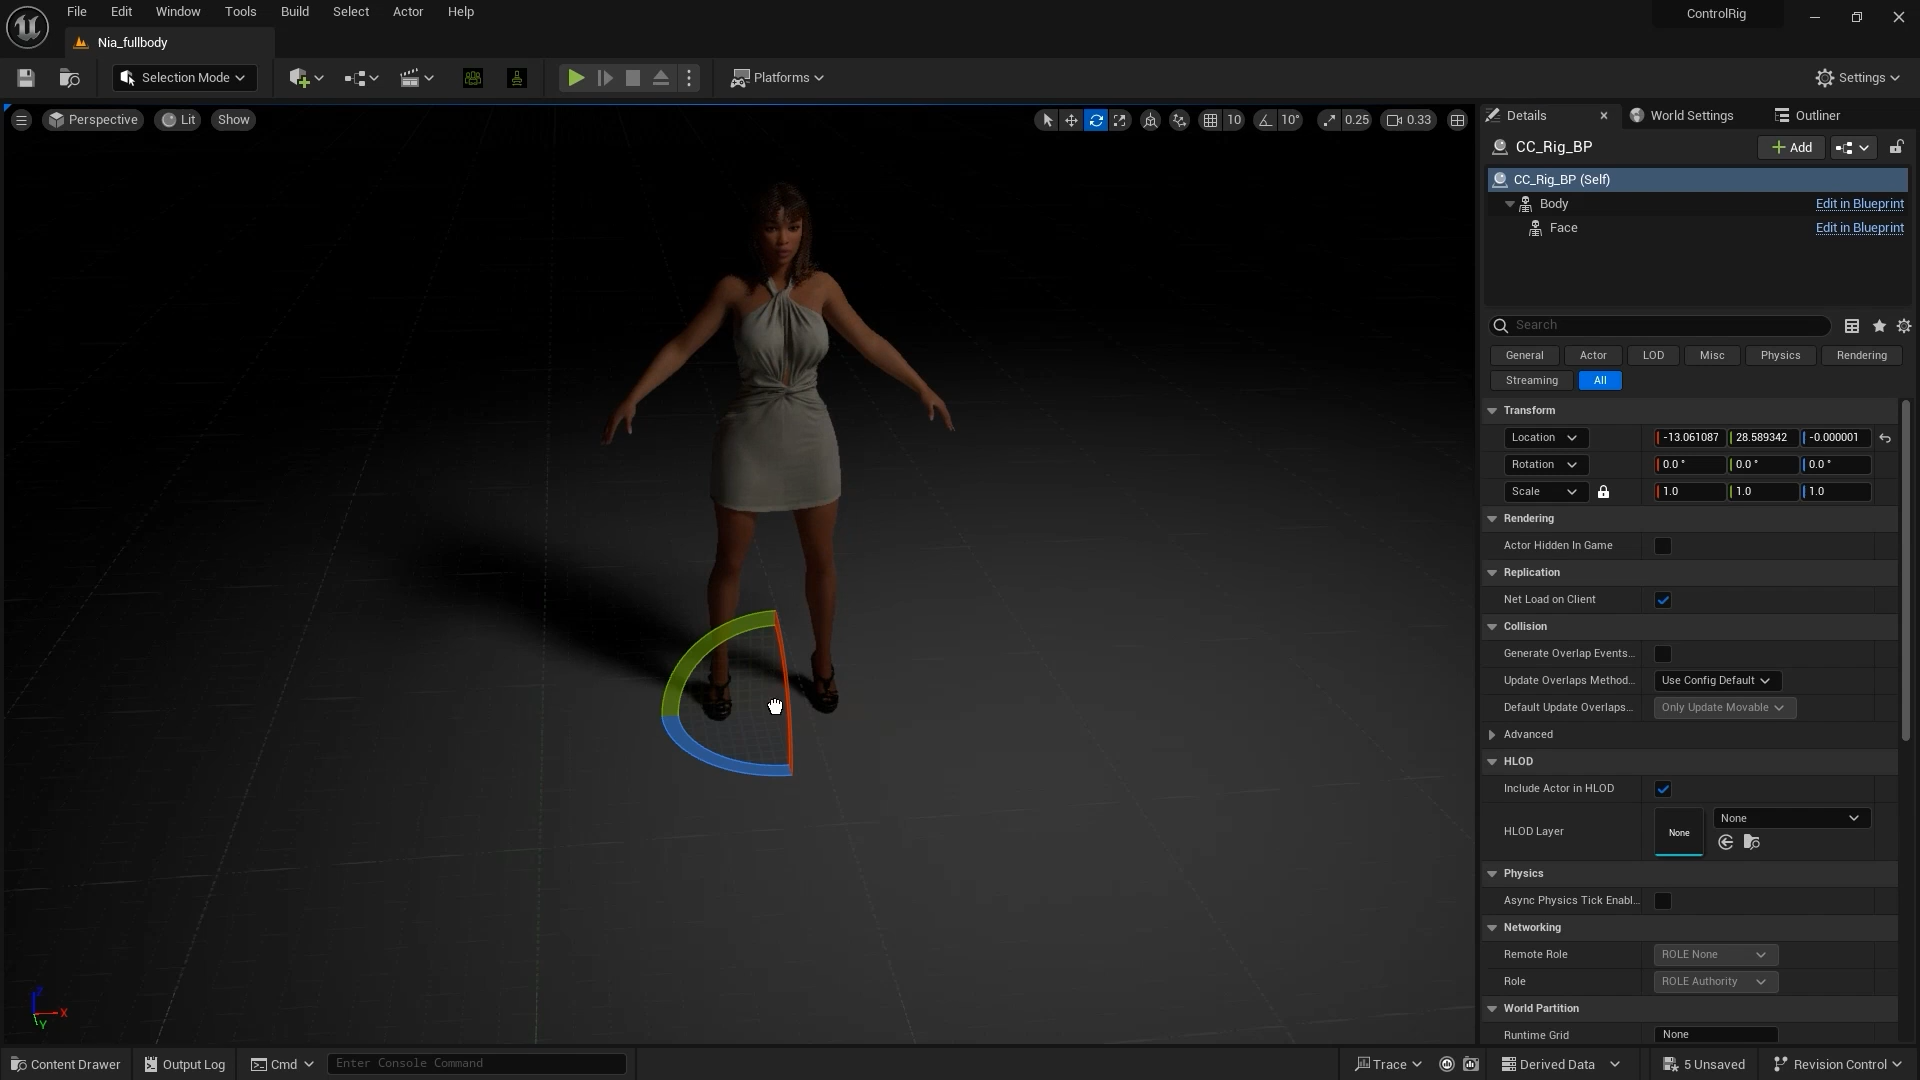 File Edit Window Tools Build Select Actor Help
ControlRig
Nia_fullbody
Selection Mode
Platforms
Settings
Perspective Lit Show
10 10° 0.25 0.33
Details World Settings Outliner
CC_Rig_BP
Add
CC_Rig_BP (Self)
Body Edit in Blueprint
Face Edit in Blueprint
Search
General Actor LOD Misc Physics Rendering
Streaming All
Transform
Location -13.061087 28.589342 -0.000001
Rotation 0.0 ° 0.0 ° 0.0 °
Scale 1.0 1.0 1.0
Rendering
Actor Hidden In Game
Replication
Net Load on Client
Collision
Generate Overlap Events...
Update Overlaps Method... Use Config Default
Default Update Overlaps... Only Update Movable
Advanced
HLOD
Include Actor in HLOD
HLOD Layer None None
Physics
Async Physics Tick Enabl...
Networking
Remote Role ROLE None
Role ROLE Authority
World Partition
Runtime Grid None
Z X Y
Content Drawer Output Log Cmd Enter Console Command
Trace Derived Data 5 Unsaved Revision Control